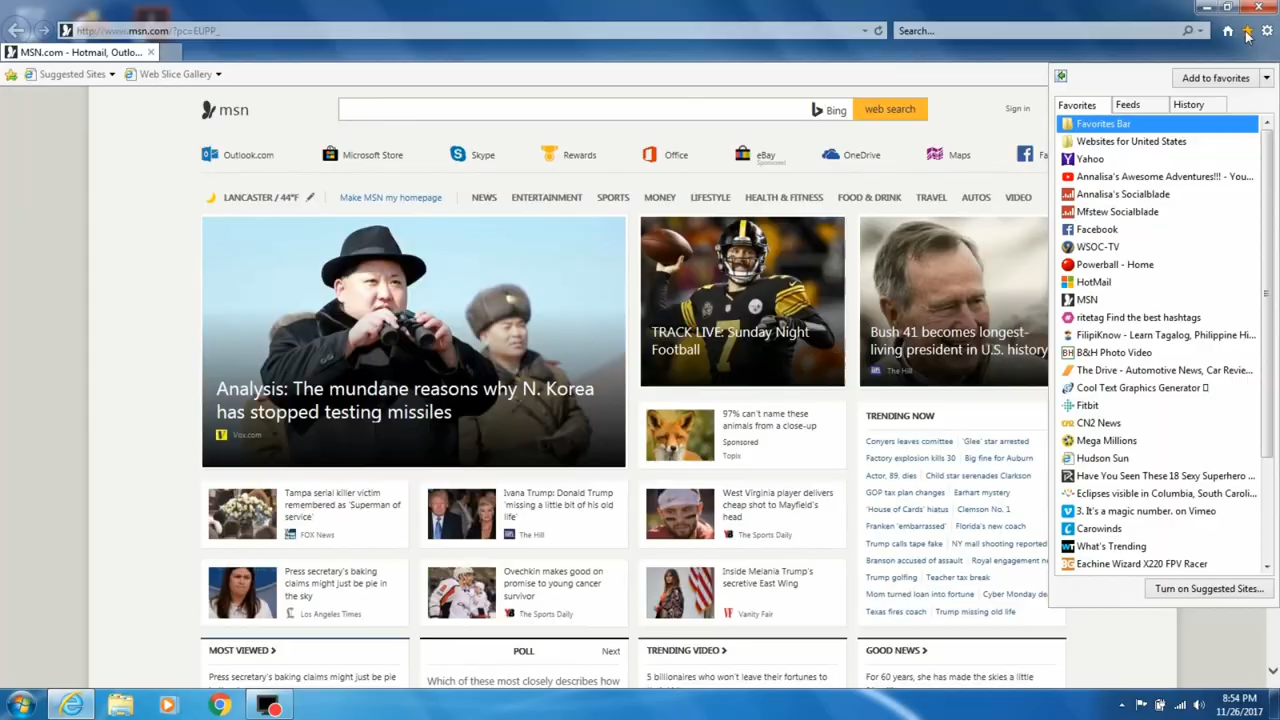 http://www.msn.com/?pc=EUPP_
Search...
MSN.com - Hotmail, Outlo...
Suggested Sites
Web Slice Gallery
Add to favorites
Favorites
Feeds
History
Favorites Bar
Websites for United States
Yahoo
Annalisa's Awesome Adventures!!! - You...
Annalisa's Socialblade
Mfstew Socialblade
Facebook
WSOC-TV
Powerball - Home
HotMail
MSN
ritetag Find the best hashtags
FilipiKnow - Learn Tagalog, Philippine Hi...
B&H Photo Video
The Drive - Automotive News, Car Revie...
Cool Text Graphics Generator
Fitbit
CN2 News
Mega Millions
Hudson Sun
Have You Seen These 18 Sexy Superhero ...
Eclipses visible in Columbia, South Caroli...
3. It's a magic number. on Vimeo
Carowinds
What's Trending
Eachine Wizard X220 FPV Racer
Turn on Suggested Sites...
msn
Bing
web search
Sign in
Outlook.com
Microsoft Store
Skype
Rewards
Office
eBay
Sponsored
OneDrive
Maps
Fa
LANCASTER / 44°F
Make MSN my homepage
NEWS
ENTERTAINMENT
SPORTS
MONEY
LIFESTYLE
HEALTH & FITNESS
FOOD & DRINK
TRAVEL
AUTOS
VIDEO
Analysis: The mundane reasons why N. Korea
has stopped testing missiles
Vox.com
TRACK LIVE: Sunday Night
Football
Bush 41 becomes longest-
living president in U.S. history
The Hill
97% can't name these
animals from a close-up
Sponsored
Topix
TRENDING NOW
Conyers leaves comittee
'Glee' star arrested
Factory explosion kills 30
Big fine for Auburn
Actor, 89, dies
Child star serenades Clarkson
GOP tax plan changes
Earhart mystery
'House of Cards' hiatus
Clemson No. 1
Franken 'embarrassed'
Florida's new coach
Trump calls tape fake
NY mall shooting reported
Branson accused of assault
Royal engagement ne
Trump golfing
Teacher tax break
Mom turned loan into fortune
Cyber Monday de
Texas fires coach
Trump missing old life
Tampa serial killer victim
remembered as 'Superman of
service'
FOX News
Ivana Trump: Donald Trump
'missing a little bit of his old
life'
The Hill
West Virginia player delivers
cheap shot to Mayfield's
head
The Sports Daily
Press secretary's baking
claims might just be pie in
the sky
Los Angeles Times
Ovechkin makes good on
promise to young cancer
survivor
The Sports Daily
Inside Melania Trump's
secretive East Wing
Vanity Fair
MOST VIEWED
Press secretary's baking claims might just be pie
POLL
Next
Which of these most closely describes how
TRENDING VIDEO
5 billionaires who won't leave their fortunes to
GOOD NEWS
For 60 years, she has made the skies a little
8:54 PM
11/26/2017